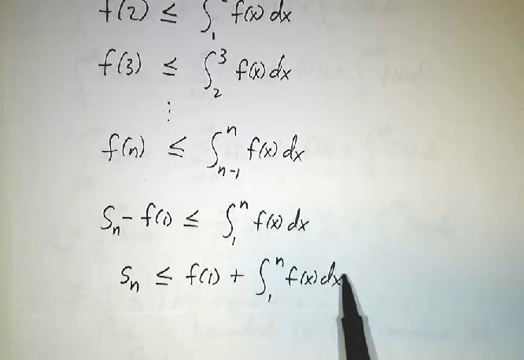 f(2) ≤ ∫₁² f(x) dx
f(3) ≤ ∫₂³ f(x) dx
⋮
f(n) ≤ ∫ₙ₋₁ⁿ f(x) dx
Sₙ - f(1) ≤ ∫₁ⁿ f(x) dx
Sₙ ≤ f(1) + ∫₁ⁿ f(x) dx